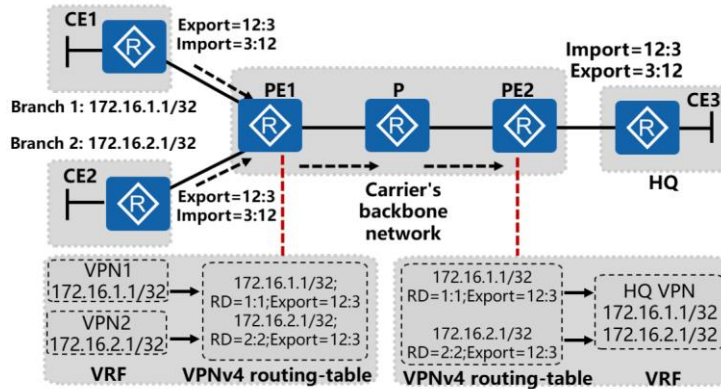 CE1
R
Export=12:3
Import=3:12
Branch 1: 172.16.1.1/32
Branch 2: 172.16.2.1/32
CE2
R
Export=12:3
Import=3:12
PE1
R
P
R
PE2
R
Carrier's
backbone
network
Import=12:3
Export=3:12
CE3
R
HQ
VPN1
172.16.1.1/32
VPN2
172.16.2.1/32
VRF
172.16.1.1/32;
RD=1:1;Export=12:3
172.16.2.1/32;
RD=2:2;Export=12:3
VPNv4 routing-table
172.16.1.1/32
RD=1:1;Export=12:3
172.16.2.1/32
RD=2:2;Export=12:3
VPNv4 routing-table
HQ VPN
172.16.1.1/32
172.16.2.1/32
VRF